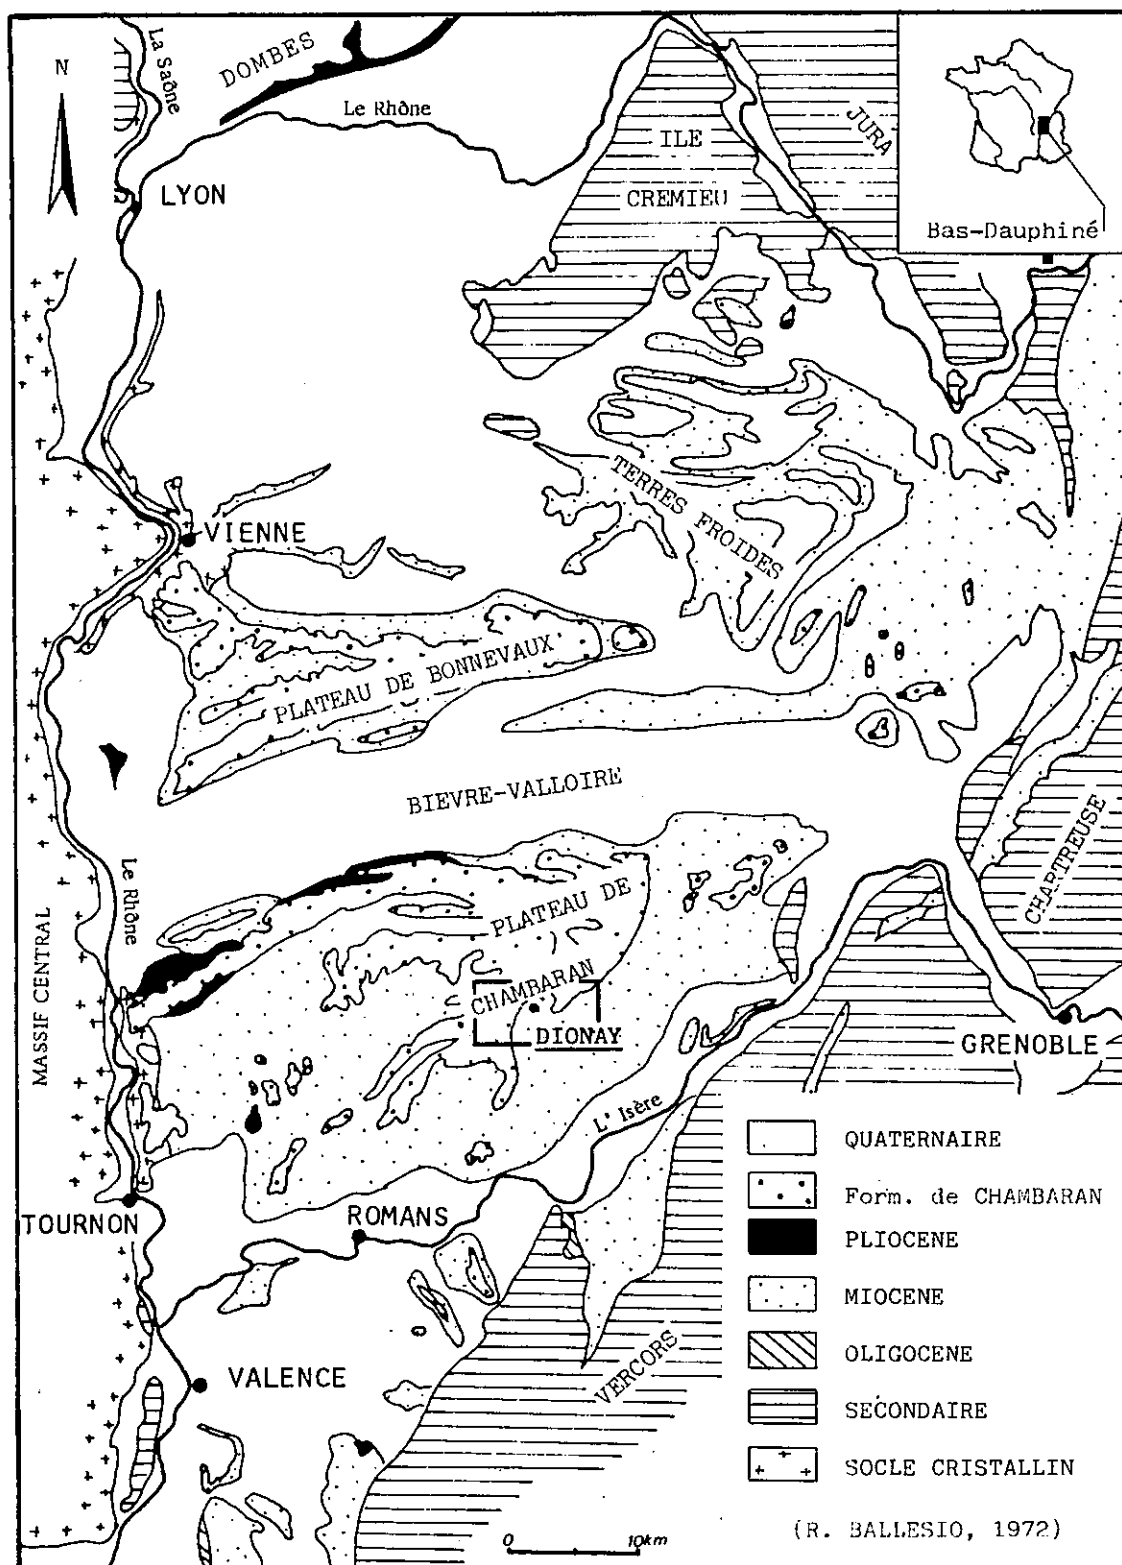 La Saône
DOMBES
N
Le Rhône
JURA
ILE
CREMIEU
LYON
Bas-Dauphiné
TERRES FROIDES
VIENNE
PLATEAU DE BONNEVAUX
BIEVRE-VALLOIRE
CHARTREUSE
Le Rhône
PLATEAU DE
CHAMBARAN
MASSIF CENTRAL
DIONAY
GRENOBLE
L'Isère
QUATERNAIRE
Form. de CHAMBARAN
TOURNON
ROMANS
PLIOCENE
MIOCENE
OLIGOCENE
VERCORS
VALENCE
SECONDAIRE
SOCLE CRISTALLIN
(R. BALLESIO, 1972)
0 10km